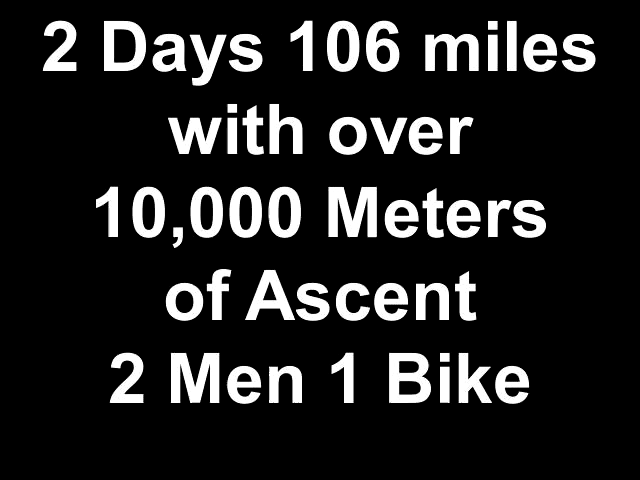 2 Days 106 miles
with over
10,000 Meters
of Ascent
2 Men 1 Bike